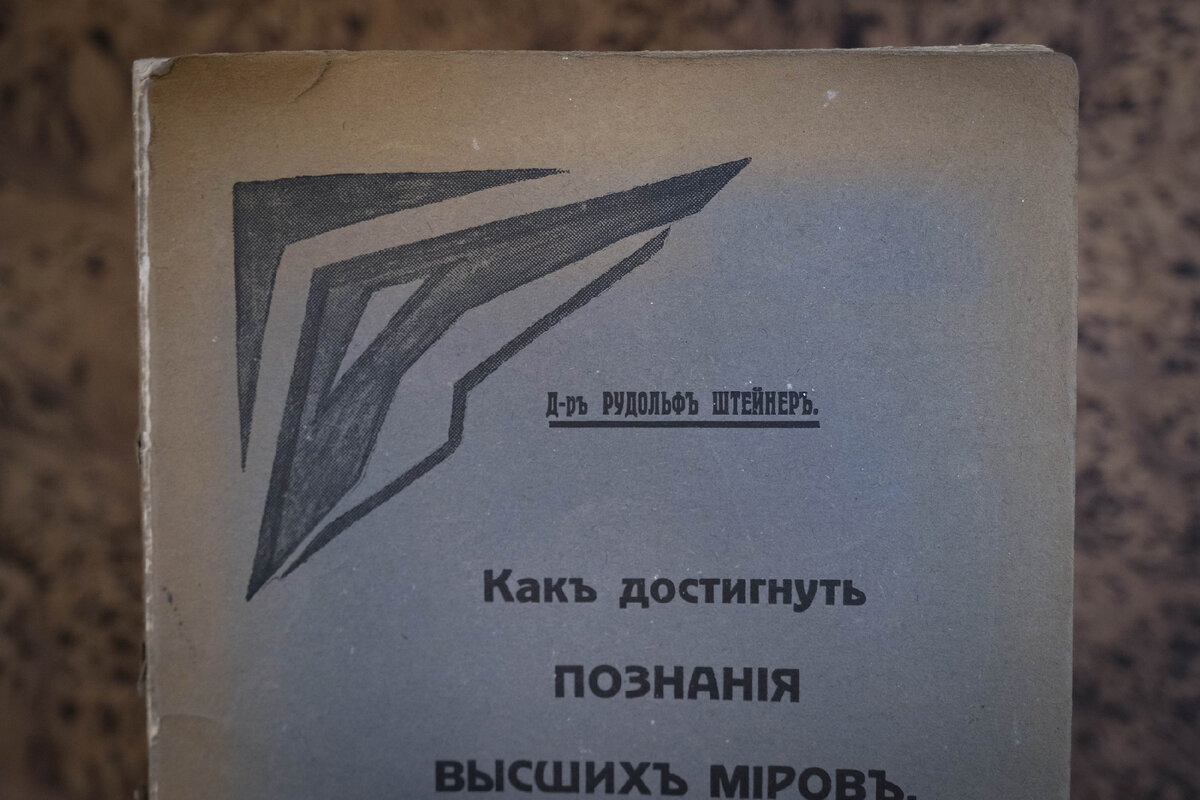 Д-ръ РУДОЛЬФЪ ШТЕЙНЕРЪ.
Какъ достигнуть
ПОЗНАНІЯ
ВЫСШИХЪ МІРОВЪ.